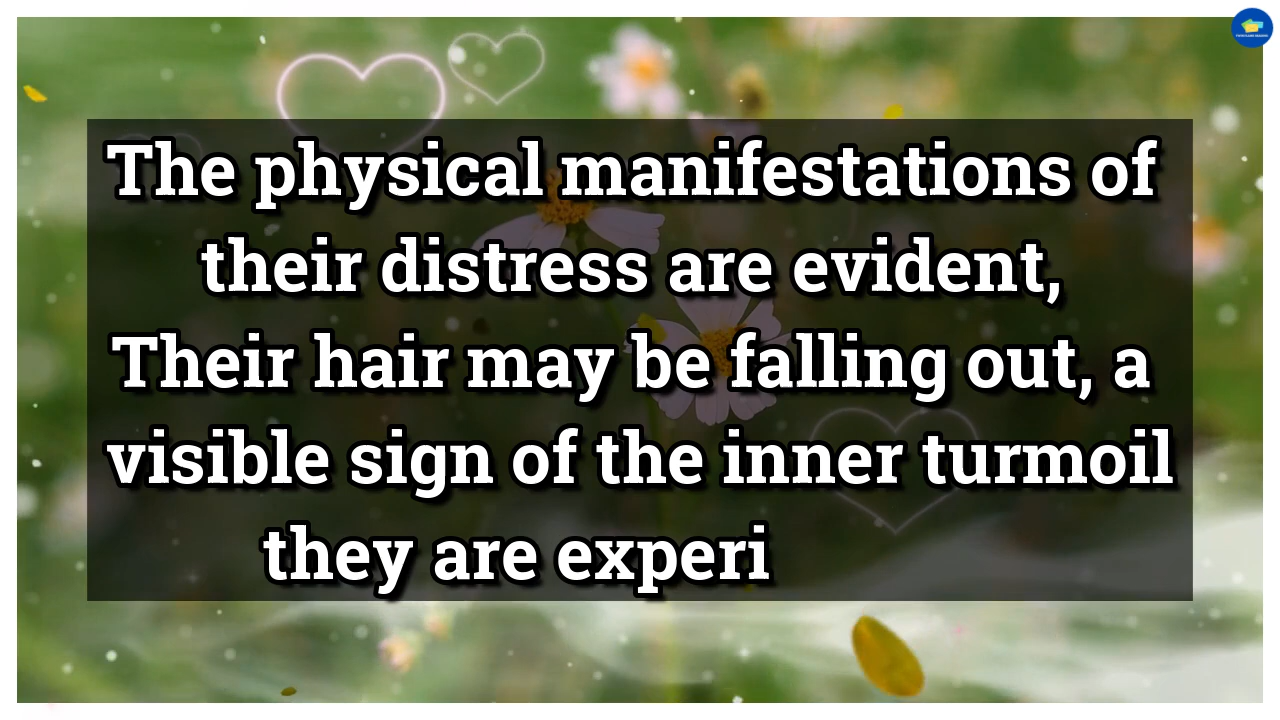 The physical manifestations of
their distress are evident,
Their hair may be falling out, a
visible sign of the inner turmoil
they are experi